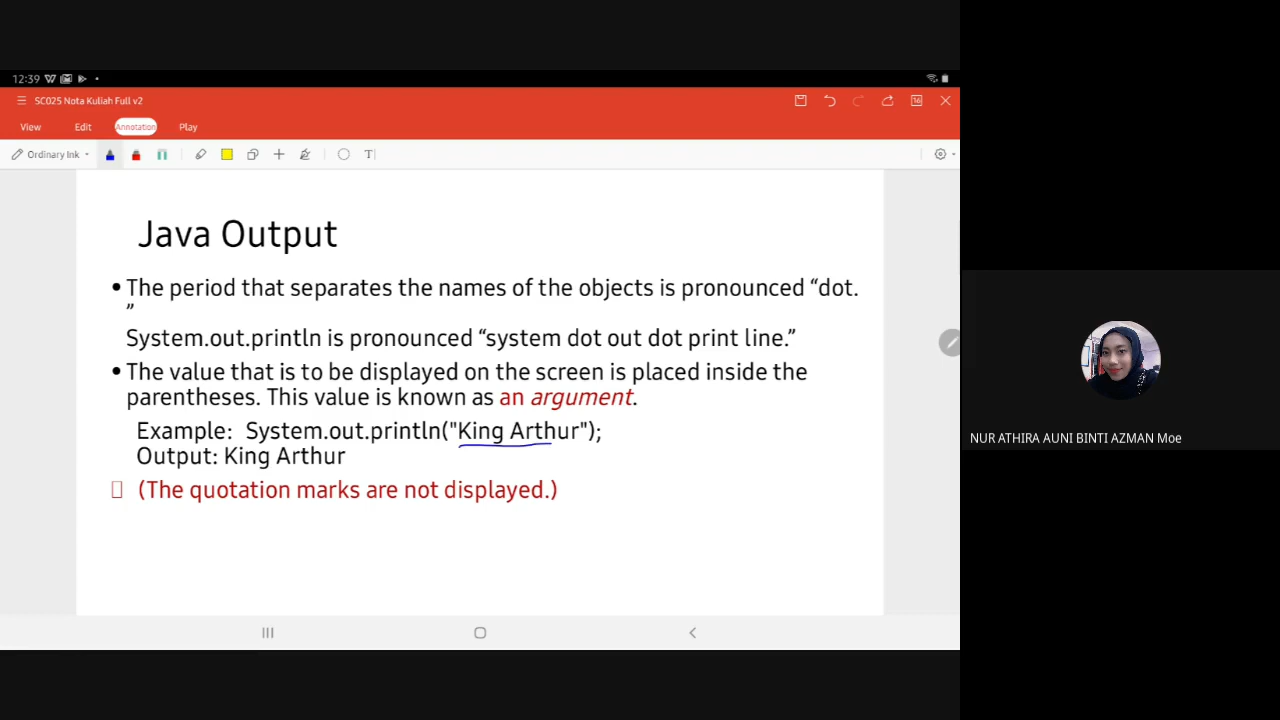 12:39
SC025 Nota Kuliah Full v2
16
View Edit Annotation Play
Ordinary Ink
T
Java Output
• The period that separates the names of the objects is pronounced “dot.
”
System.out.println is pronounced “system dot out dot print line.”
• The value that is to be displayed on the screen is placed inside the
parentheses. This value is known as an argument.
Example: System.out.println("King Arthur");
Output: King Arthur
(The quotation marks are not displayed.)
NUR ATHIRA AUNI BINTI AZMAN Moe